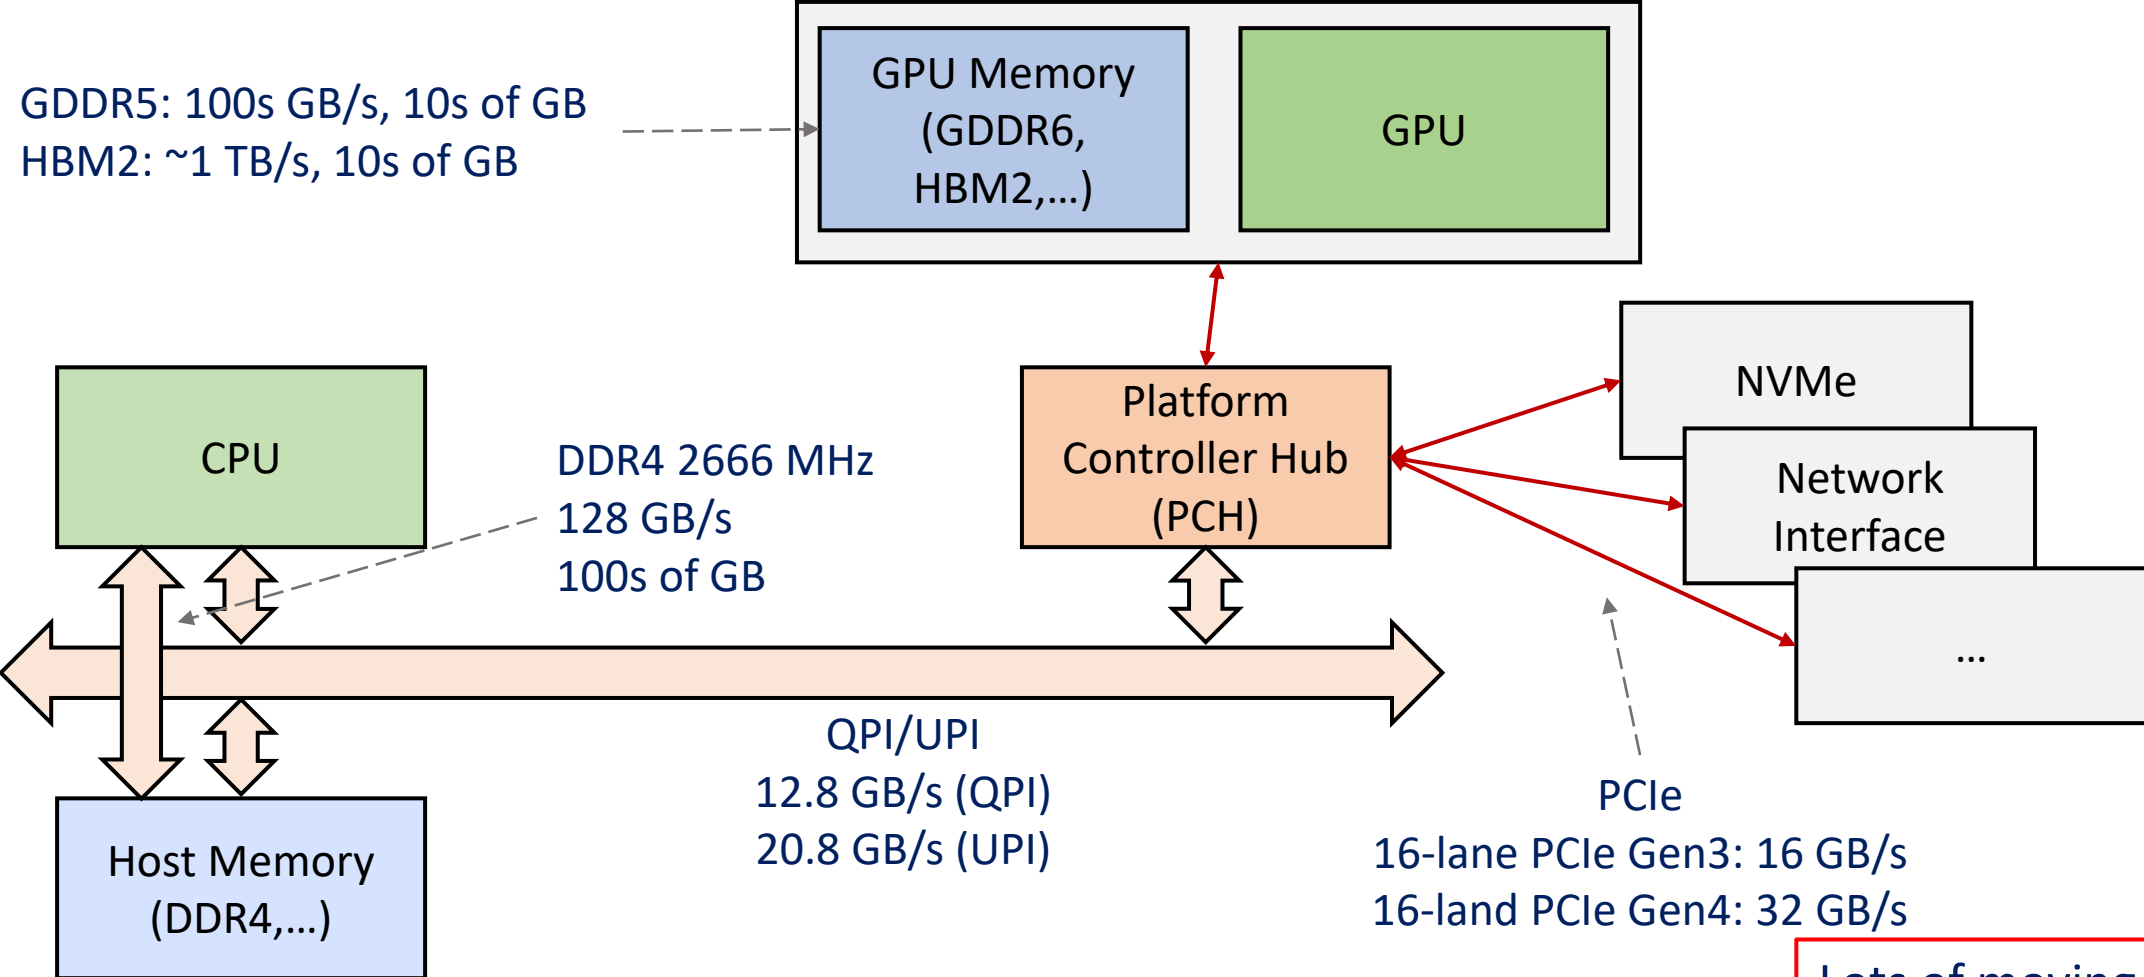 GDDR5: 100s GB/s, 10s of GB
HBM2: ~1 TB/s, 10s of GB
GPU Memory
(GDDR6,
HBM2,...)
GPU
CPU
DDR4 2666 MHz
128 GB/s
100s of GB
Platform
Controller Hub
(PCH)
NVMe
Network
Interface
...
QPI/UPI
12.8 GB/s (QPI)
20.8 GB/s (UPI)
Host Memory
(DDR4,...)
PCIe
16-lane PCIe Gen3: 16 GB/s
16-land PCIe Gen4: 32 GB/s
Lots of moving